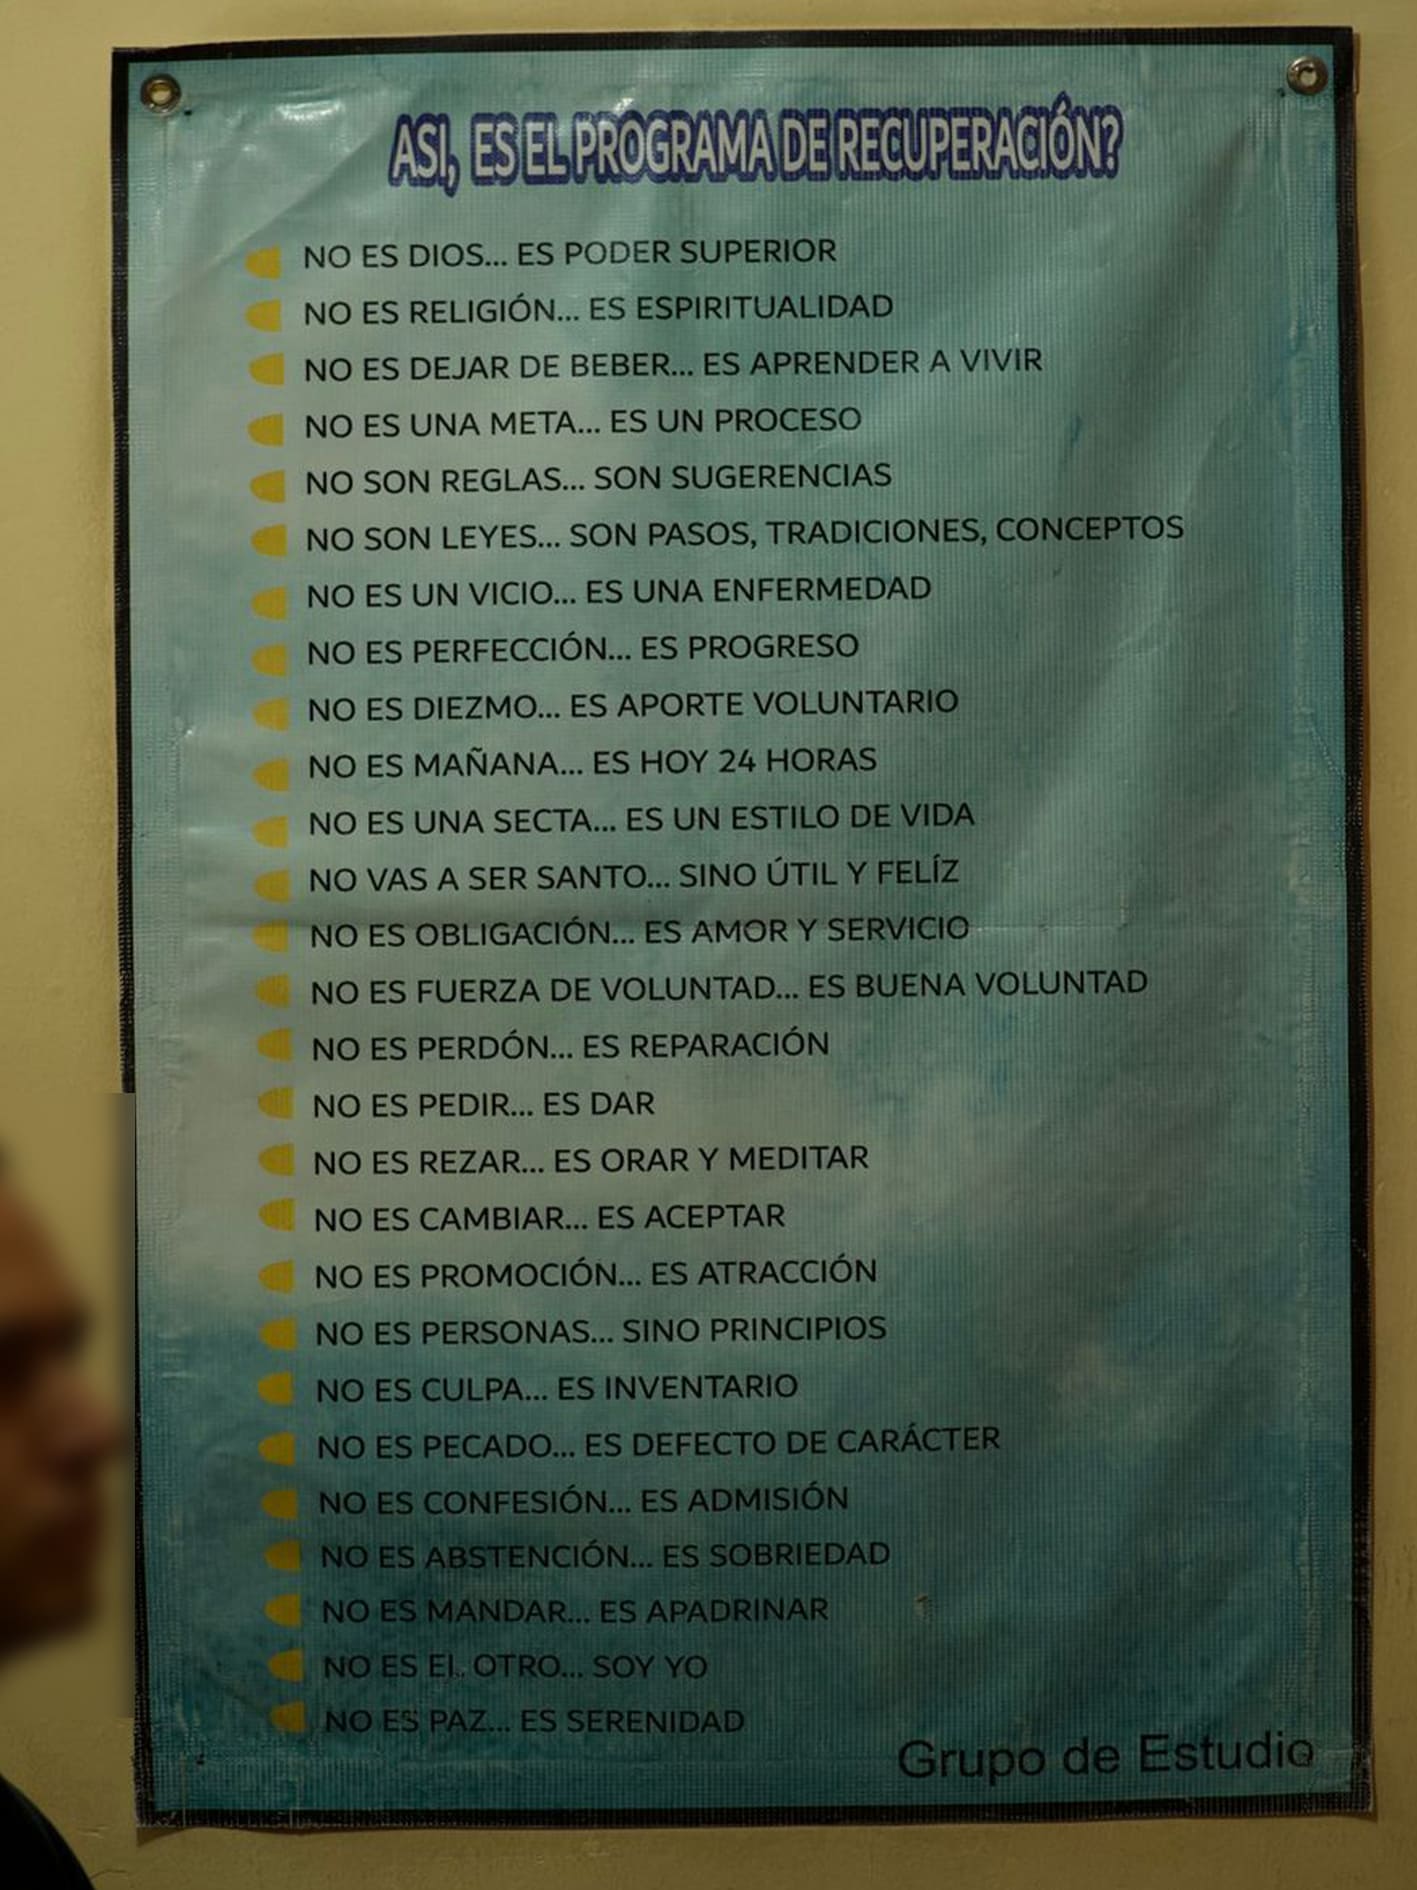 ASI, ES EL PROGRAMA DE RECUPERACIÓN?
NO ES DIOS... ES PODER SUPERIOR
NO ES RELIGIÓN... ES ESPIRITUALIDAD
NO ES DEJAR DE BEBER... ES APRENDER A VIVIR
NO ES UNA META... ES UN PROCESO
NO SON REGLAS... SON SUGERENCIAS
NO SON LEYES... SON PASOS, TRADICIONES, CONCEPTOS
NO ES UN VICIO... ES UNA ENFERMEDAD
NO ES PERFECCIÓN... ES PROGRESO
NO ES DIEZMO... ES APORTE VOLUNTARIO
NO ES MAÑANA... ES HOY 24 HORAS
NO ES UNA SECTA... ES UN ESTILO DE VIDA
NO VAS A SER SANTO... SINO ÚTIL Y FELÍZ
NO ES OBLIGACIÓN... ES AMOR Y SERVICIO
NO ES FUERZA DE VOLUNTAD... ES BUENA VOLUNTAD
NO ES PERDÓN... ES REPARACIÓN
NO ES PEDIR... ES DAR
NO ES REZAR... ES ORAR Y MEDITAR
NO ES CAMBIAR... ES ACEPTAR
NO ES PROMOCIÓN... ES ATRACCIÓN
NO ES PERSONAS... SINO PRINCIPIOS
NO ES CULPA... ES INVENTARIO
NO ES PECADO... ES DEFECTO DE CARÁCTER
NO ES CONFESIÓN... ES ADMISIÓN
NO ES ABSTENCIÓN... ES SOBRIEDAD
NO ES MANDAR... ES APADRINAR
NO ES EL OTRO... SOY YO
NO ES PAZ... ES SERENIDAD
Grupo de Estudio